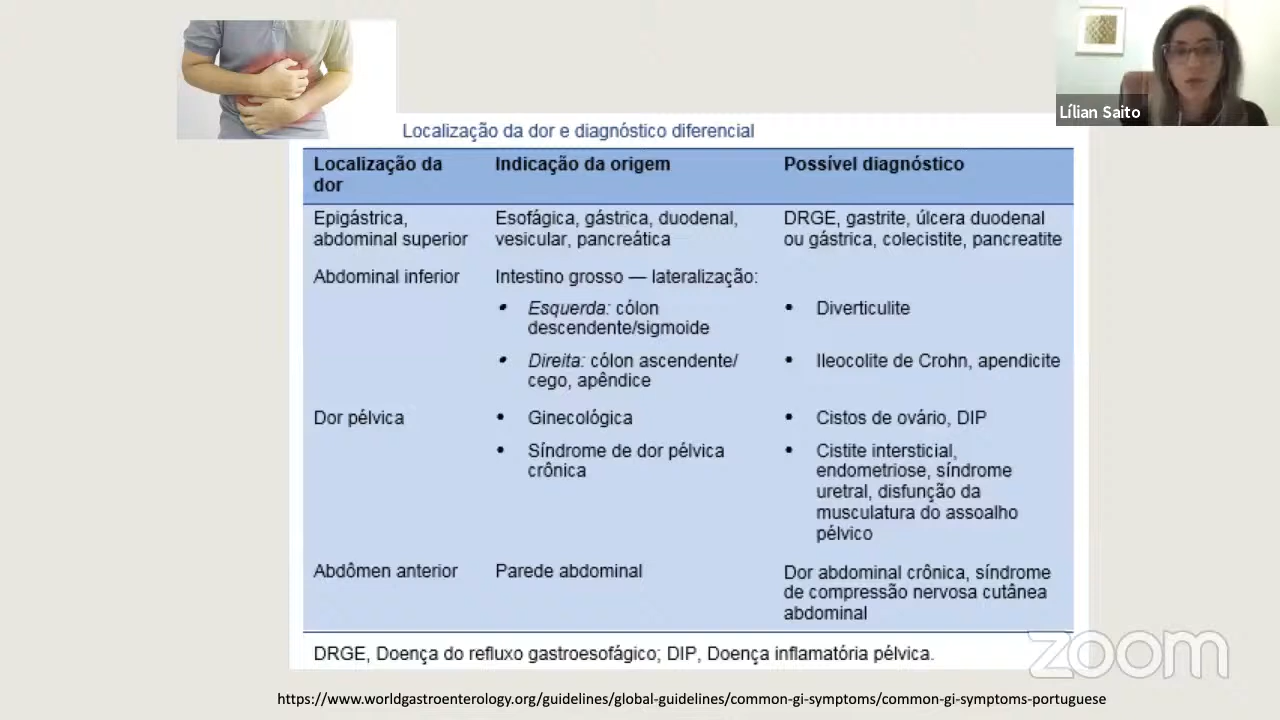 Lílian Saito
Localização da dor e diagnóstico diferencial
Localização da
dor
Indicação da origem
Possível diagnóstico
Epigástrica,
abdominal superior
Esofágica, gástrica, duodenal,
vesicular, pancreática
DRGE, gastrite, úlcera duodenal
ou gástrica, colecistite, pancreatite
Abdominal inferior
Intestino grosso — lateralização:
• Esquerda: cólon
descendente/sigmoide
• Diverticulite
• Direita: cólon ascendente/
cego, apêndice
• Ileocolite de Crohn, apendicite
Dor pélvica
• Ginecológica
• Cistos de ovário, DIP
• Síndrome de dor pélvica
crônica
• Cistite intersticial,
endometriose, síndrome
uretral, disfunção da
musculatura do assoalho
pélvico
Abdômen anterior
Parede abdominal
Dor abdominal crônica, síndrome
de compressão nervosa cutânea
abdominal
DRGE, Doença do refluxo gastroesofágico; DIP, Doença inflamatória pélvica.
zoom
https://www.worldgastroenterology.org/guidelines/global-guidelines/common-gi-symptoms/common-gi-symptoms-portuguese